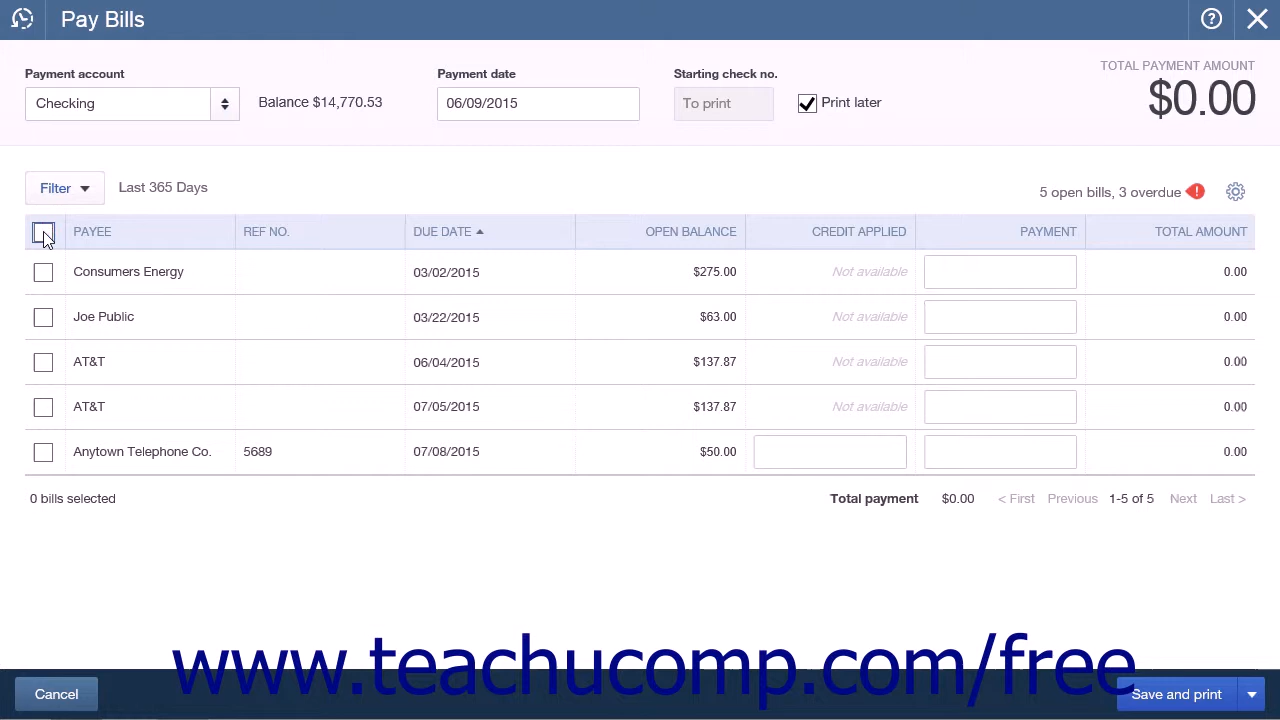 Pay Bills
Payment account
Payment date
Starting check no.
TOTAL PAYMENT AMOUNT
Checking
Balance $14,770.53
06/09/2015
To print
Print later
$0.00
Filter
Last 365 Days
5 open bills, 3 overdue
PAYEE REF NO. DUE DATE OPEN BALANCE CREDIT APPLIED PAYMENT TOTAL AMOUNT
Consumers Energy 03/02/2015 $275.00 Not available 0.00
Joe Public 03/22/2015 $63.00 Not available 0.00
AT&T 06/04/2015 $137.87 Not available 0.00
AT&T 07/05/2015 $137.87 Not available 0.00
Anytown Telephone Co. 5689 07/08/2015 $50.00 0.00
0 bills selected Total payment $0.00 < First Previous 1-5 of 5 Next Last >
www.teachucomp.com/free
Cancel
Save and print